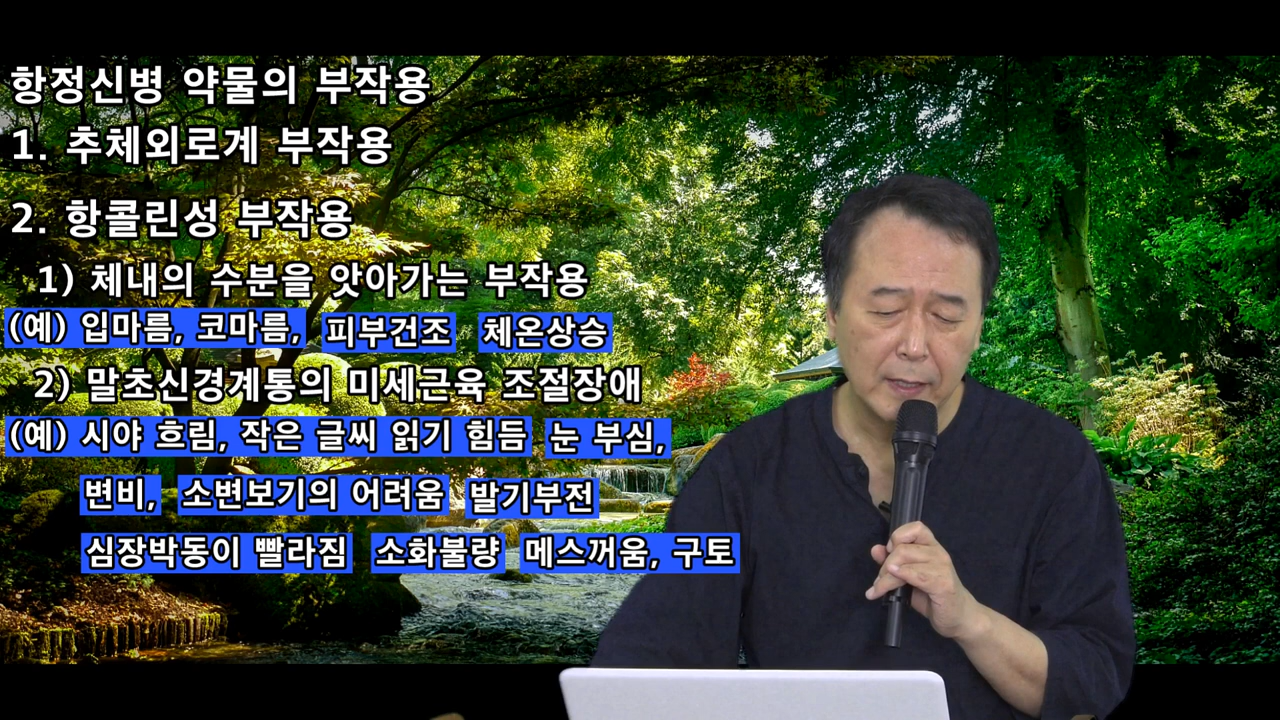 항정신병 약물의 부작용
1. 추체외로계 부작용
2. 항콜린성 부작용
1) 체내의 수분을 앗아가는 부작용
(예) 입마름, 코마름, 피부건조 체온상승
2) 말초신경계통의 미세근육 조절장애
(예) 시야 흐림, 작은 글씨 읽기 힘듬 눈 부심,
변비, 소변보기의 어려움 발기부전
심장박동이 빨라짐 소화불량 메스꺼움, 구토